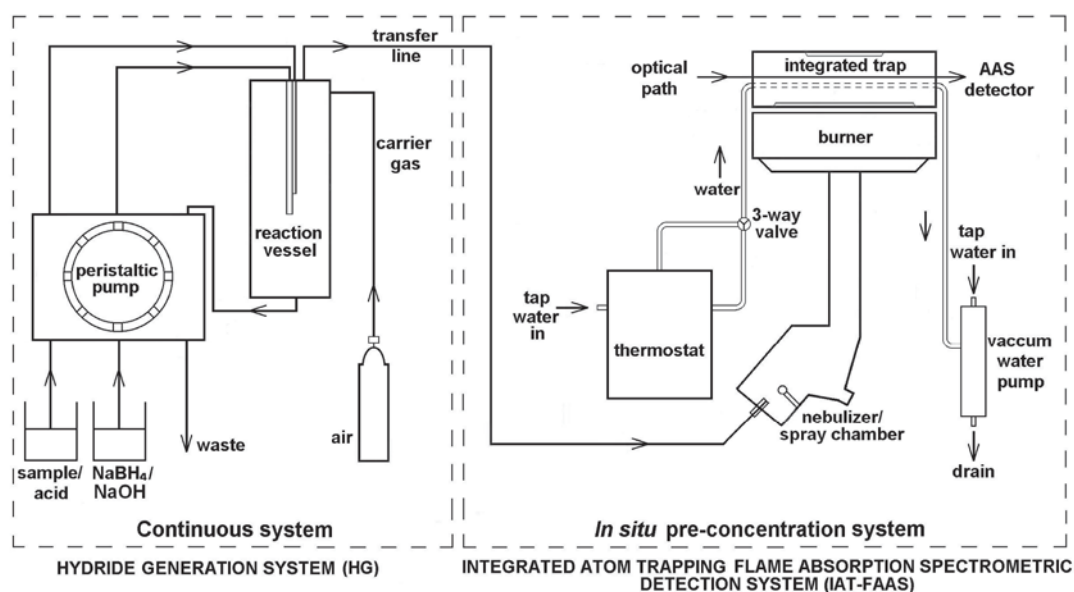 transfer
line
carrier
gas
reaction
vessel
peristaltic
pump
air
waste
sample/
acid
NaBH₄/
NaOH
Continuous system
HYDRIDE GENERATION SYSTEM (HG)
optical
path
integrated trap
AAS
detector
burner
water
3-way
valve
tap
water
in
thermostat
nebulizer/
spray chamber
tap
water in
vaccum
water
pump
drain
In situ pre-concentration system
INTEGRATED ATOM TRAPPING FLAME ABSORPTION SPECTROMETRIC
DETECTION SYSTEM (IAT-FAAS)